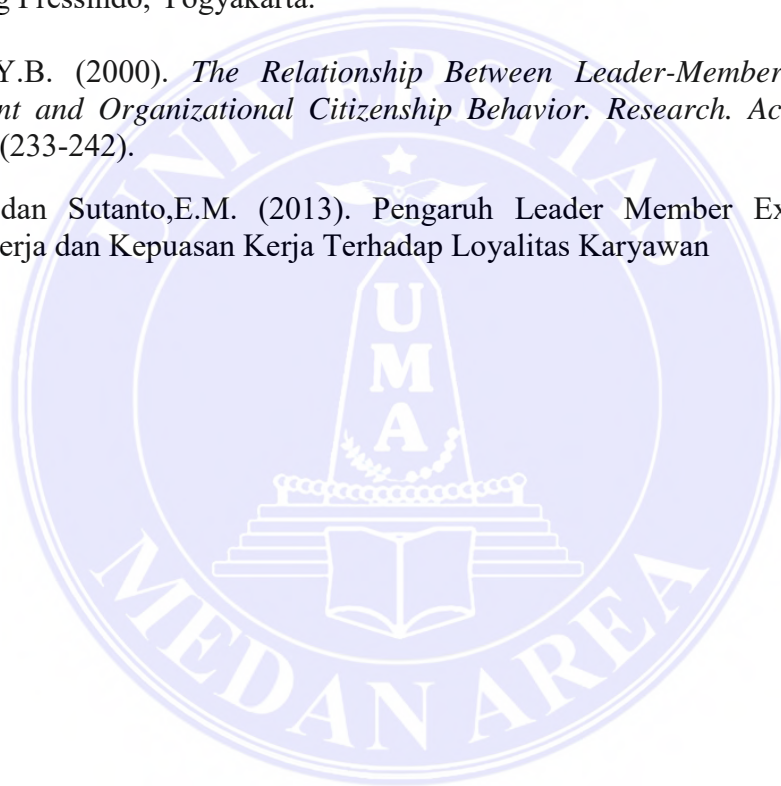 g Pressindo, Yogyakarta.
Y.B. (2000). The Relationship Between Leader-Member
nt and Organizational Citizenship Behavior. Research. Ac
(233-242).
dan Sutanto,E.M. (2013). Pengaruh Leader Member Ex
erja dan Kepuasan Kerja Terhadap Loyalitas Karyawan
UNIVERSITAS
U
M
A
MEDAN AREA